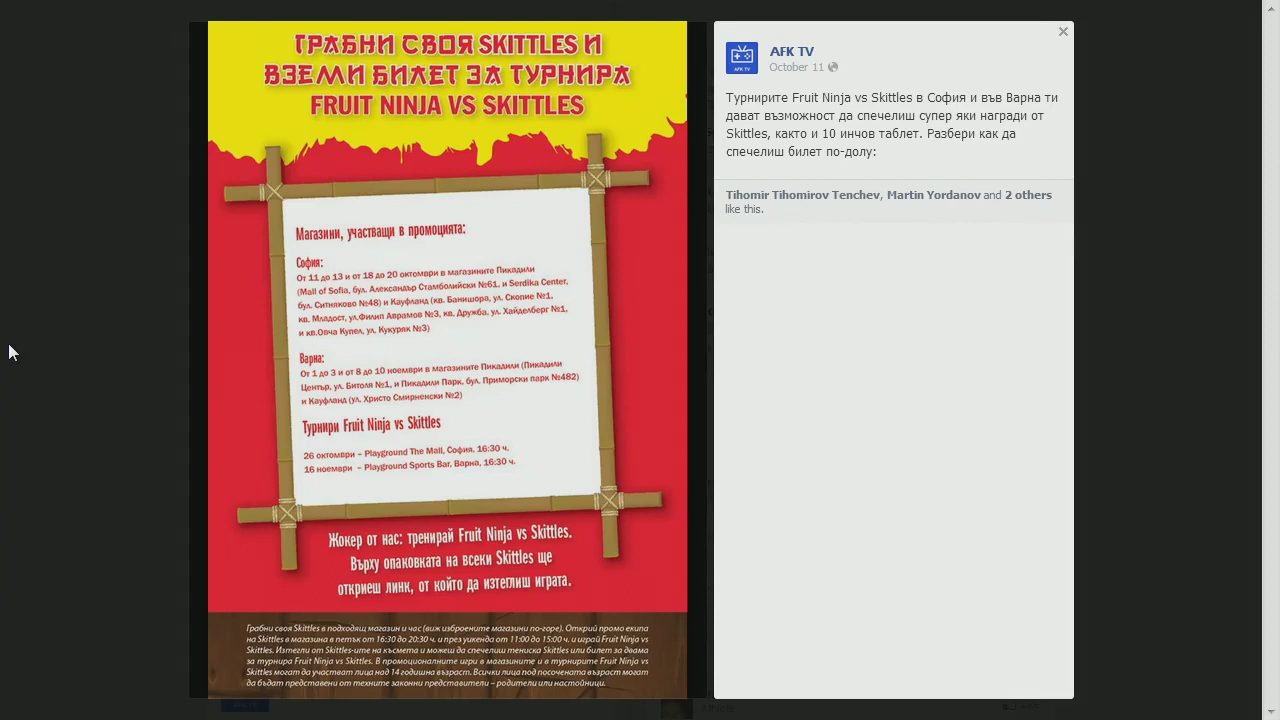 ГРАБНИ СВОЯ SKITTLES И
ВЗЕМИ БИЛЕТ ЗА ТУРНИРА
FRUIT NINJA VS SKITTLES
Магазини, участващи в промоцията:
София:
От 11 до 13 и от 18 до 20 октомври в магазините Пикадили
(Mall of Sofia, бул. Александър Стамболийски №61, и Serdika Center,
бул. Ситняково №48) и Кауфланд (кв. Банишора, ул. Скопие №1,
кв. Младост, ул.Филип Аврамов №3, кв. Дружба, ул. Хайделберг №1,
и кв.Овча Купел, ул. Кукуряк №3)
Варна:
От 1 до 3 и от 8 до 10 ноември в магазините Пикадили (Пикадили
Център, ул. Битоля №1, и Пикадили Парк, бул. Приморски парк №482)
и Кауфланд (ул. Христо Смирненски №2)
Турнири Fruit Ninja vs Skittles
26 октомври – Playground The Mall, София, 16:30 ч.
16 ноември – Playground Sports Bar, Варна, 16:30 ч.
Жокер от нас: тренирай Fruit Ninja vs Skittles.
Върху опаковката на всеки Skittles ще
откриеш линк, от който да изтеглиш играта.
Грабни своя Skittles в подходящ магазин и час (виж изброените магазини по-горе). Открий промо екипа
на Skittles в магазина в петък от 16:30 до 20:30 ч. и през уикенда от 11:00 до 15:00 ч. и играй Fruit Ninja vs
Skittles. Изтегли от Skittles-ите на късмета и можеш да спечелиш тениска Skittles или билет за двама
за турнира Fruit Ninja vs Skittles. В промоционалните игри в магазините и в турнирите Fruit Ninja vs
Skittles могат да участват лица над 14 годишна възраст. Всички лица под посочената възраст могат
да бъдат представени от техните законни представители – родители или настойници.
AFK TV
AFK TV
October 11
Турнирите Fruit Ninja vs Skittles в София и във Варна ти
дават възможност да спечелиш супер яки награди от
Skittles, както и 10 инчов таблет. Разбери как да
спечелиш билет по-долу:
Tihomir Tihomirov Tenchev, Martin Yordanov and 2 others
like this.
AFK TV